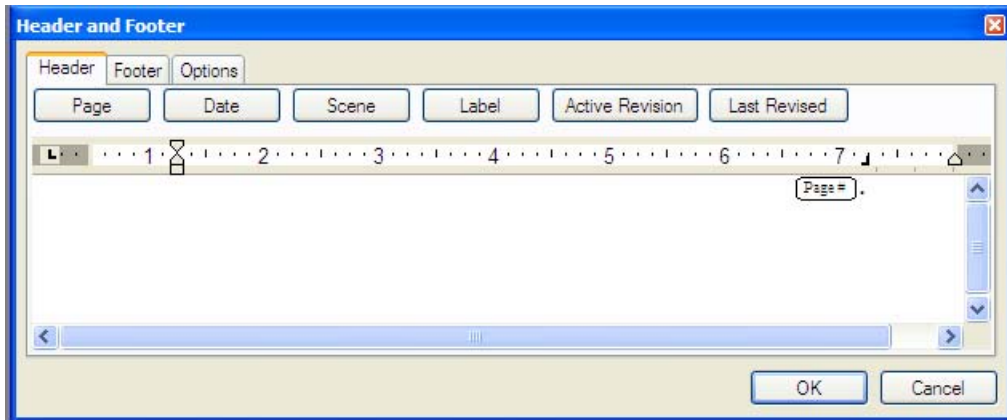 Header and Footer
Header Footer Options
Page Date Scene Label Active Revision Last Revised
1 2 3 4 5 6 7
Page # .
OK Cancel